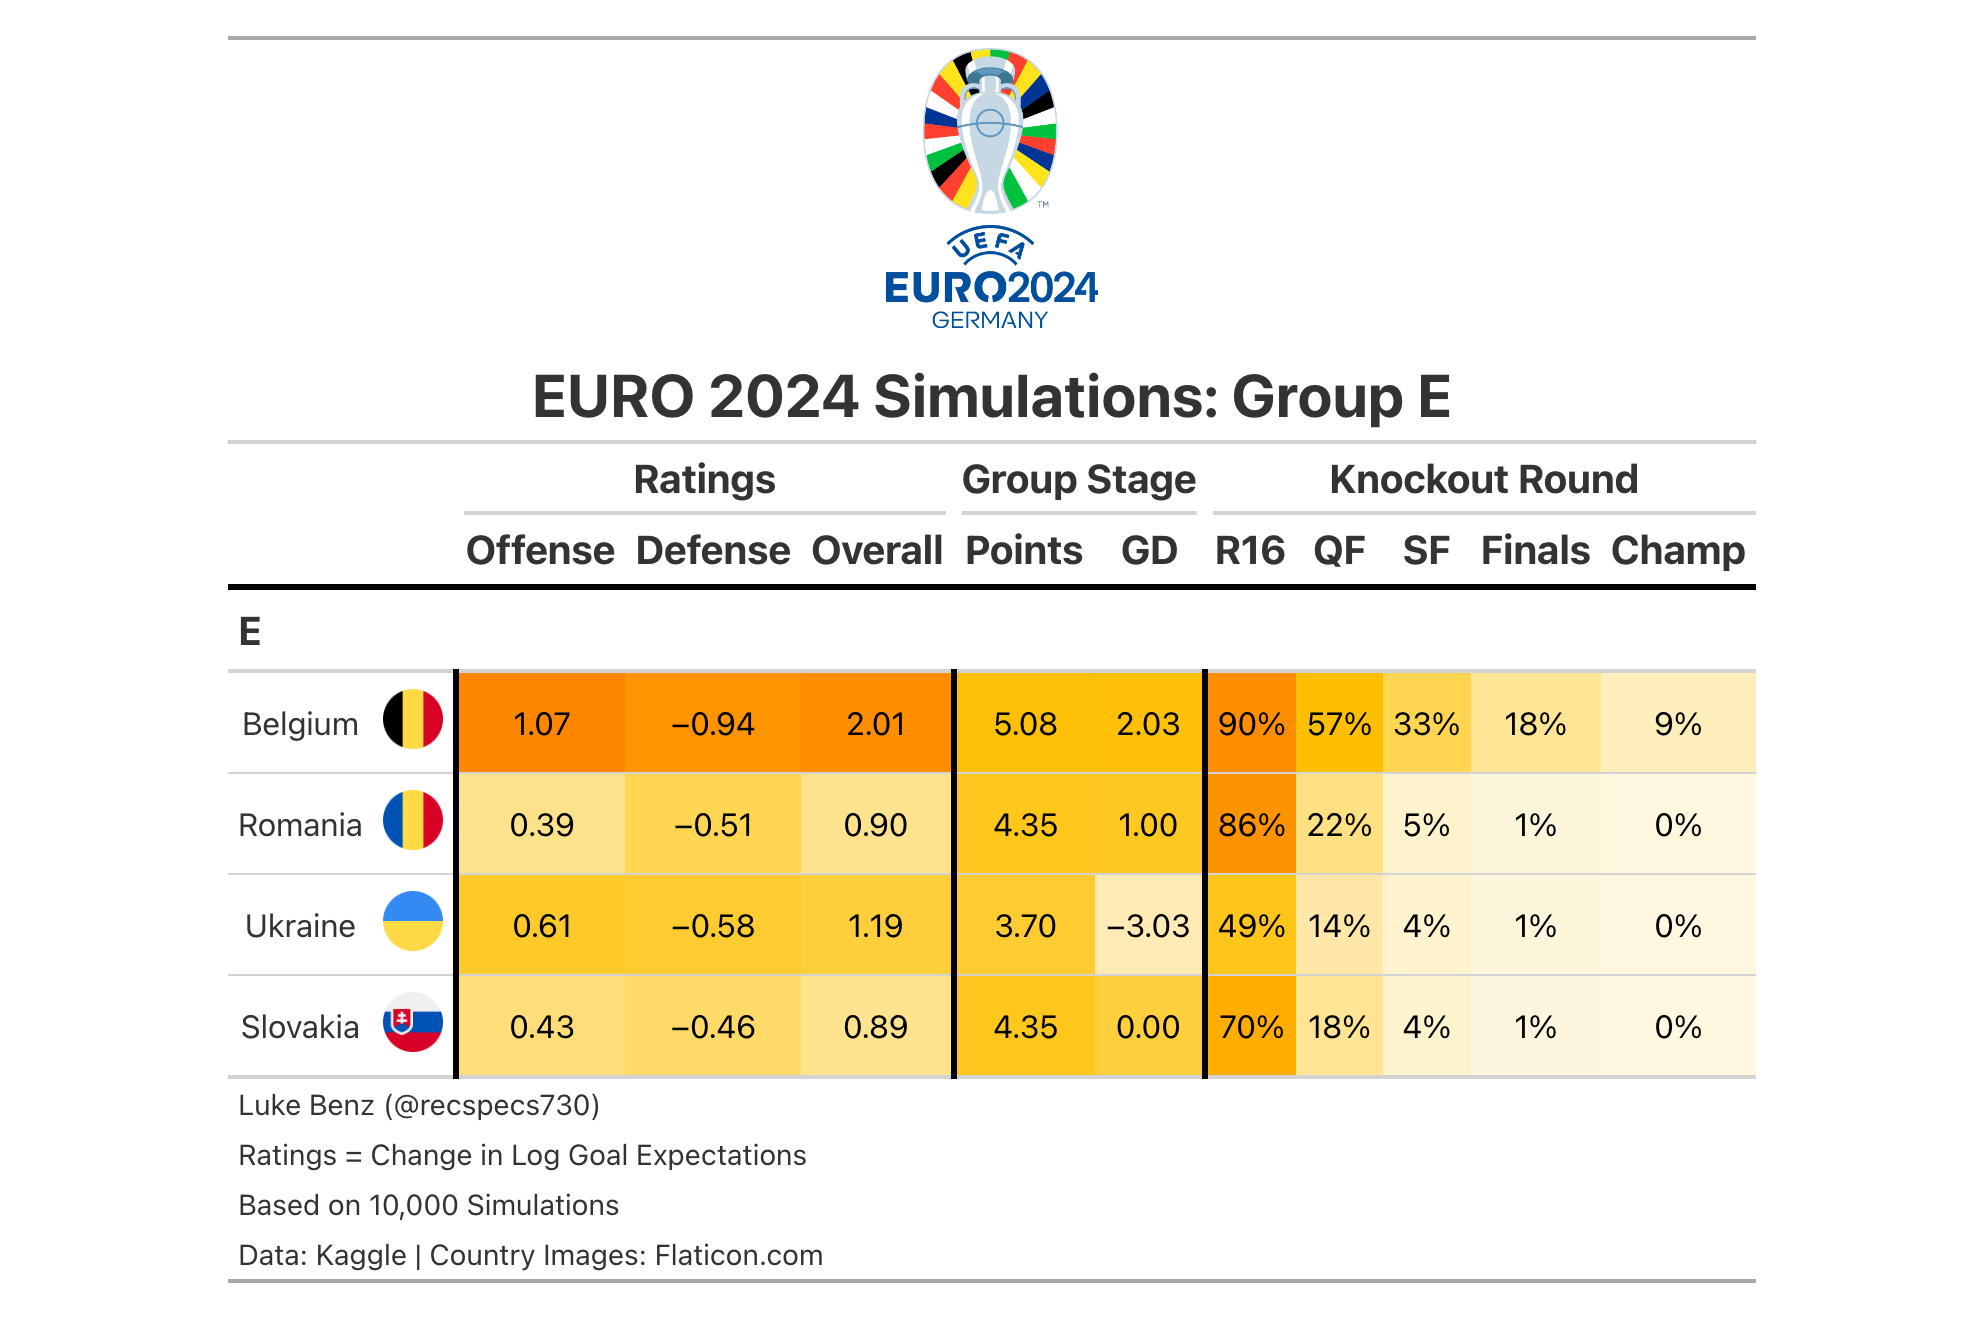 TM
UEFA
EURO2024
GERMANY
EURO 2024 Simulations: Group E
Ratings Group Stage Knockout Round
Offense Defense Overall Points GD R16 QF SF Finals Champ
E
Belgium 1.07 −0.94 2.01 5.08 2.03 90% 57% 33% 18% 9%
Romania 0.39 −0.51 0.90 4.35 1.00 86% 22% 5% 1% 0%
Ukraine 0.61 −0.58 1.19 3.70 −3.03 49% 14% 4% 1% 0%
Slovakia 0.43 −0.46 0.89 4.35 0.00 70% 18% 4% 1% 0%
Luke Benz (@recspecs730)
Ratings = Change in Log Goal Expectations
Based on 10,000 Simulations
Data: Kaggle | Country Images: Flaticon.com